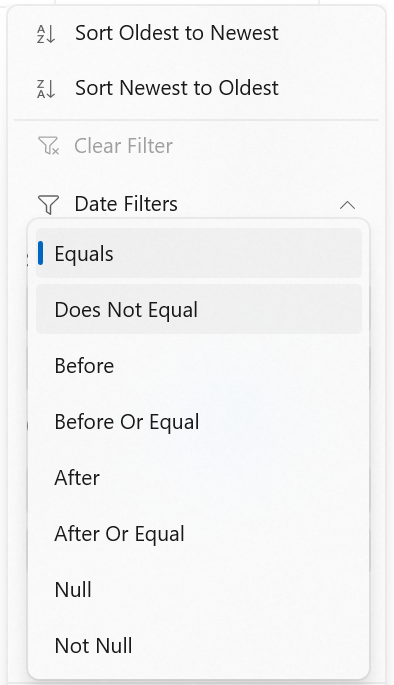 Sort Oldest to Newest
Sort Newest to Oldest
Clear Filter
Date Filters
Equals
Does Not Equal
Before
Before Or Equal
After
After Or Equal
Null
Not Null